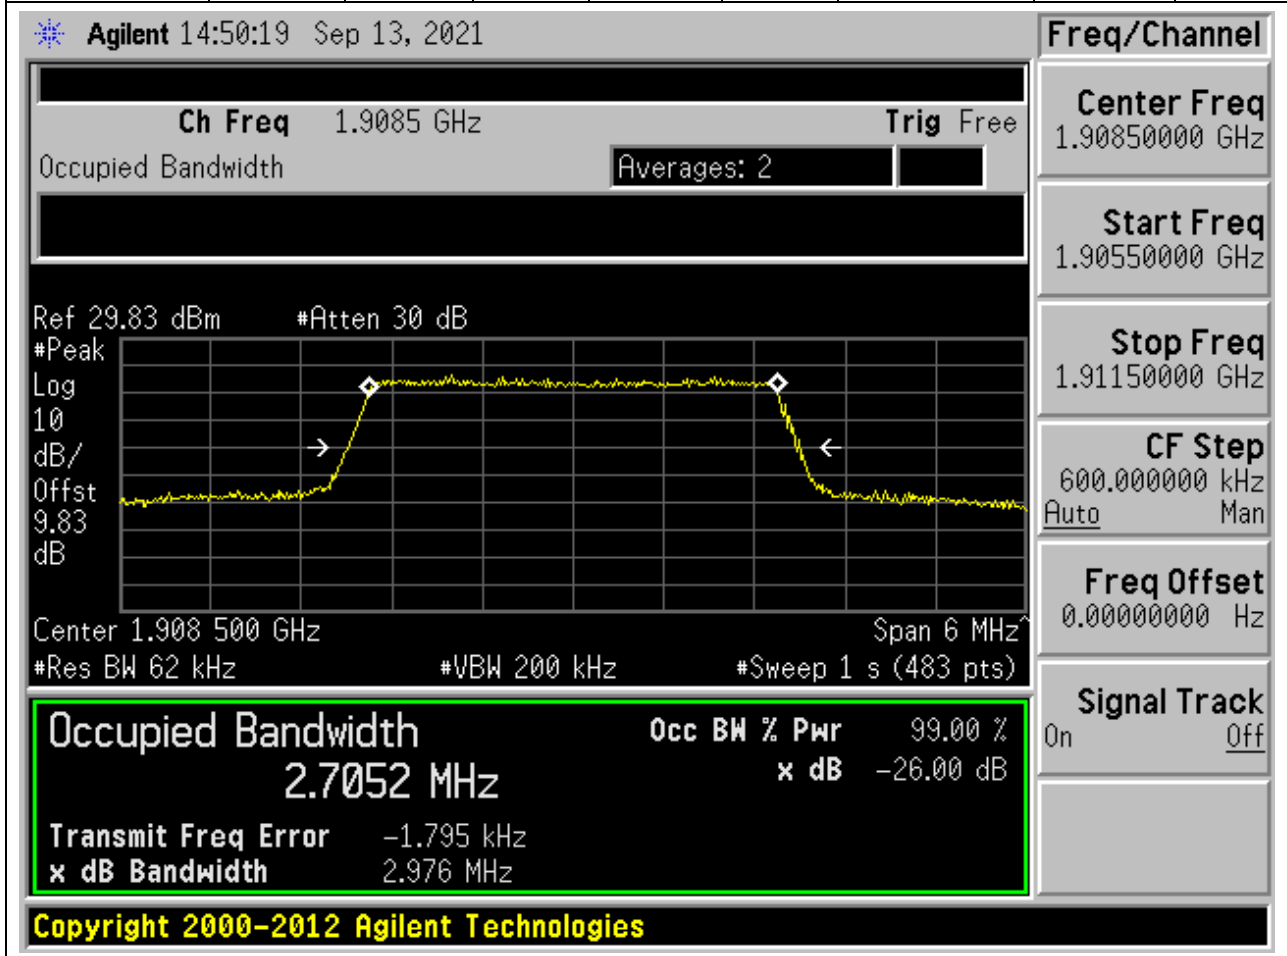 Agilent 14:50:19 Sep 13, 2021
Freq/Channel
Ch Freq 1.9085 GHz Trig Free
Occupied Bandwidth Averages: 2
Center Freq
1.90850000 GHz
Start Freq
1.90550000 GHz
Stop Freq
1.91150000 GHz
CF Step
600.000000 kHz
Auto Man
Freq Offset
0.00000000 Hz
Signal Track
On Off
Ref 29.83 dBm #Atten 30 dB
#Peak
Log
10
dB/
Offst
9.83
dB
Center 1.908 500 GHz Span 6 MHz^
#Res BW 62 kHz #VBW 200 kHz #Sweep 1 s (483 pts)
Occupied Bandwidth
2.7052 MHz
Occ BW % Pwr 99.00 %
x dB -26.00 dB
Transmit Freq Error -1.795 kHz
x dB Bandwidth 2.976 MHz
Copyright 2000-2012 Agilent Technologies